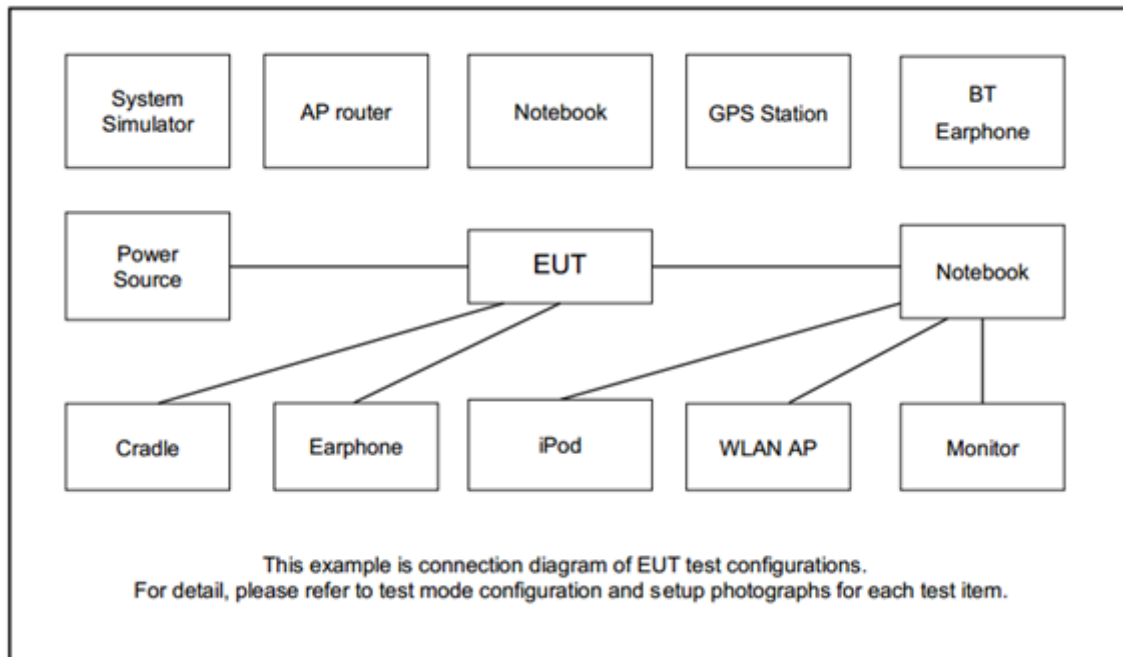 System
Simulator
AP router
Notebook
GPS Station
BT
Earphone
Power
Source
EUT
Notebook
Cradle
Earphone
iPod
WLAN AP
Monitor
This example is connection diagram of EUT test configurations.
For detail, please refer to test mode configuration and setup photographs for each test item.